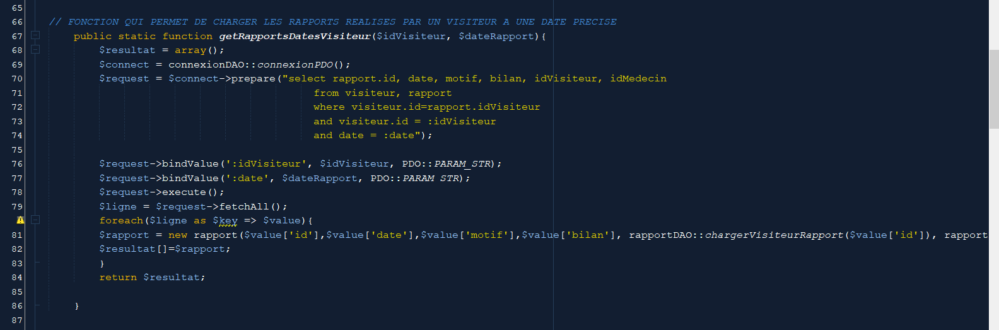 65
66 // FONCTION QUI PERMET DE CHARGER LES RAPPORTS REALISES PAR UN VISITEUR A UNE DATE PRECISE
67 public static function getRapportsDatesVisiteur($idVisiteur, $dateRapport){
68 $resultat = array();
69 $connect = connexionDAO::connexionPDO();
70 $request = $connect->prepare("select rapport.id, date, motif, bilan, idVisiteur, idMedecin
71 from visiteur, rapport
72 where visiteur.id=rapport.idVisiteur
73 and visiteur.id = :idVisiteur
74 and date = :date");
75
76 $request->bindValue(':idVisiteur', $idVisiteur, PDO::PARAM_STR);
77 $request->bindValue(':date', $dateRapport, PDO::PARAM STR);
78 $request->execute();
79 $ligne = $request->fetchAll();
foreach($ligne as $key => $value){
81 $rapport = new rapport($value['id'],$value['date'],$value['motif'],$value['bilan'], rapportDAO::chargerVisiteurRapport($value['id']), rapport
82 $resultat[]=$rapport;
83 }
84 return $resultat;
85
86 }
87